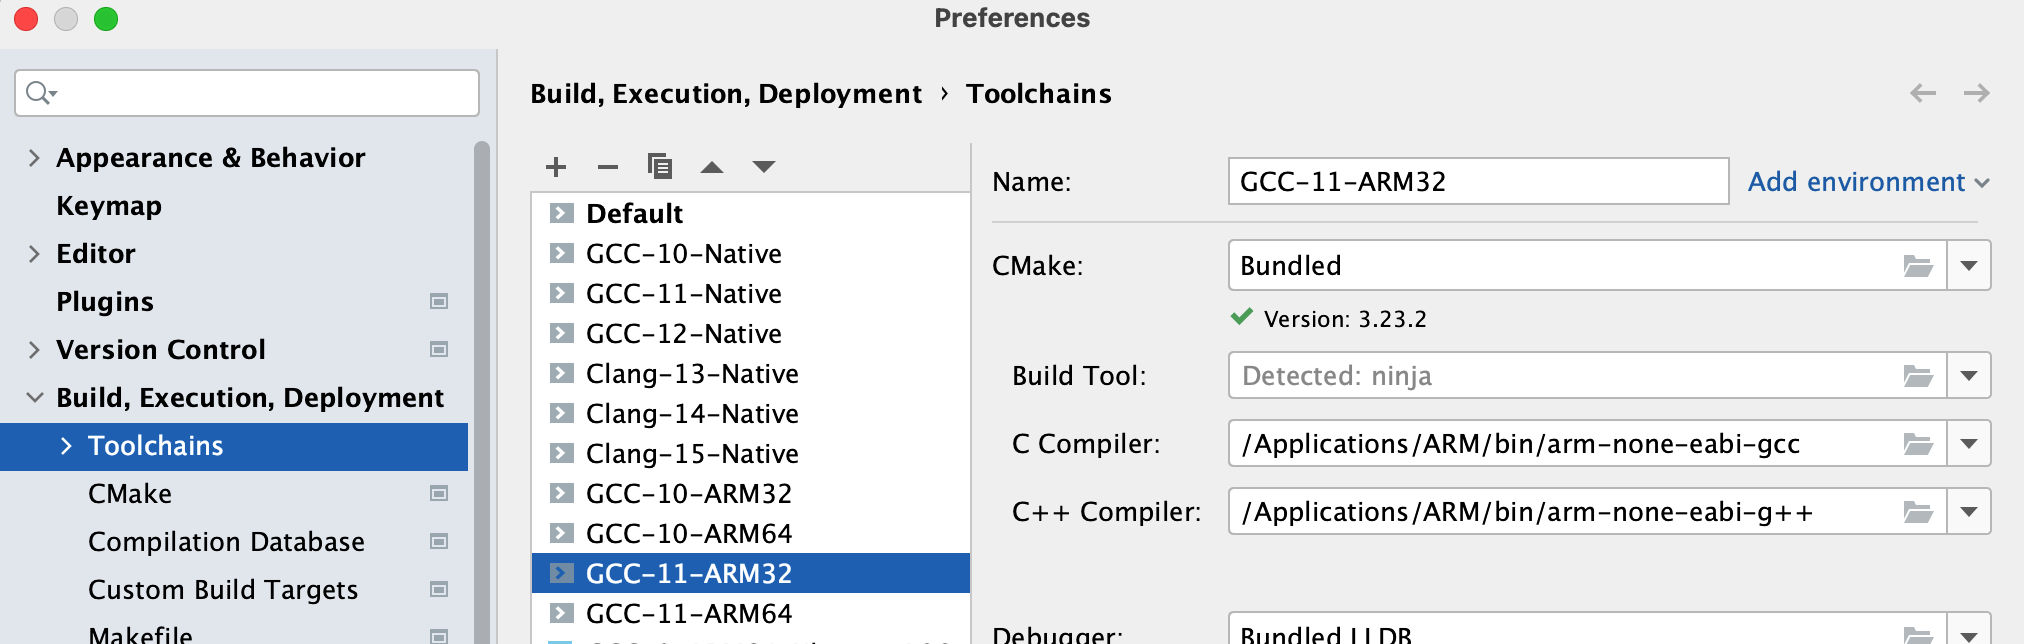 Preferences
Build, Execution, Deployment › Toolchains
Appearance & Behavior
Keymap
Editor
Plugins
Version Control
Build, Execution, Deployment
Toolchains
CMake
Compilation Database
Custom Build Targets
Makefile
Default
GCC-10-Native
GCC-11-Native
GCC-12-Native
Clang-13-Native
Clang-14-Native
Clang-15-Native
GCC-10-ARM32
GCC-10-ARM64
GCC-11-ARM32
GCC-11-ARM64
Name: GCC-11-ARM32 Add environment
CMake: Bundled
Version: 3.23.2
Build Tool: Detected: ninja
C Compiler: /Applications/ARM/bin/arm-none-eabi-gcc
C++ Compiler: /Applications/ARM/bin/arm-none-eabi-g++
Debugger: Bundled LLDB